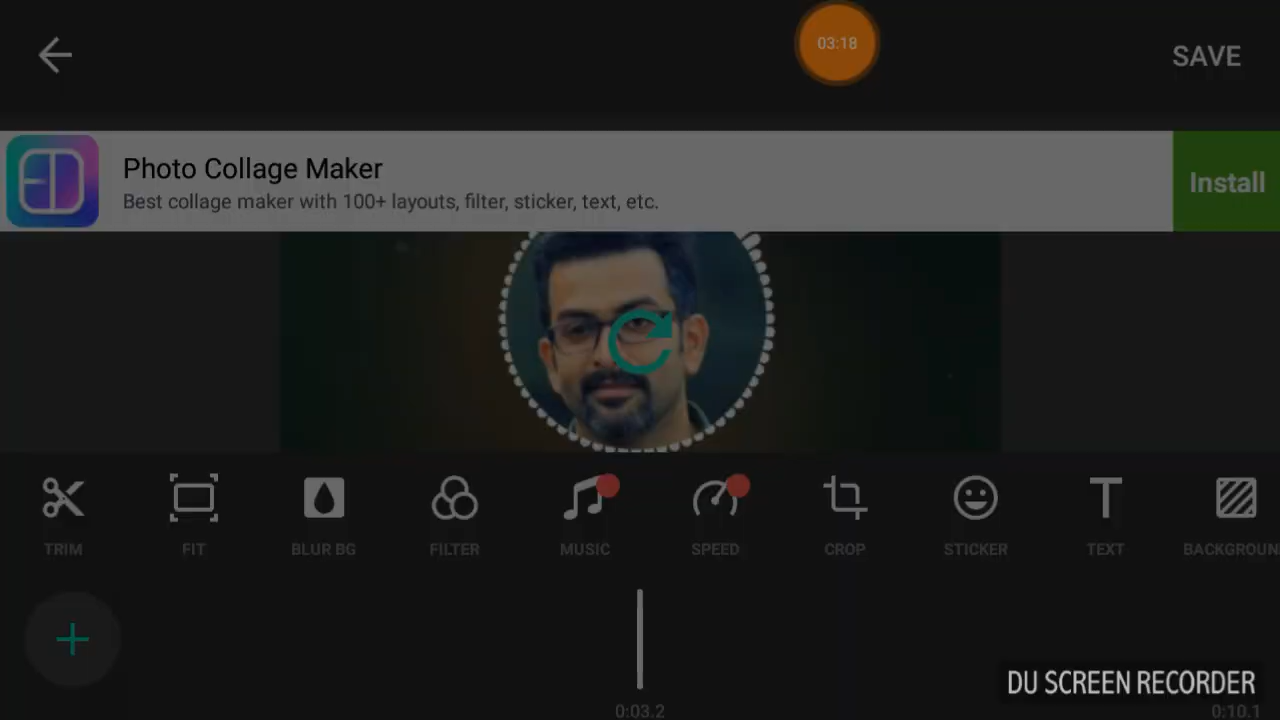 03:18
SAVE
Photo Collage Maker
Best collage maker with 100+ layouts, filter, sticker, text, etc.
Install
TRIM
FIT
BLUR BG
FILTER
MUSIC
SPEED
CROP
STICKER
TEXT
BACKGROUN
DU SCREEN RECORDER
0:03.2
0:10.1